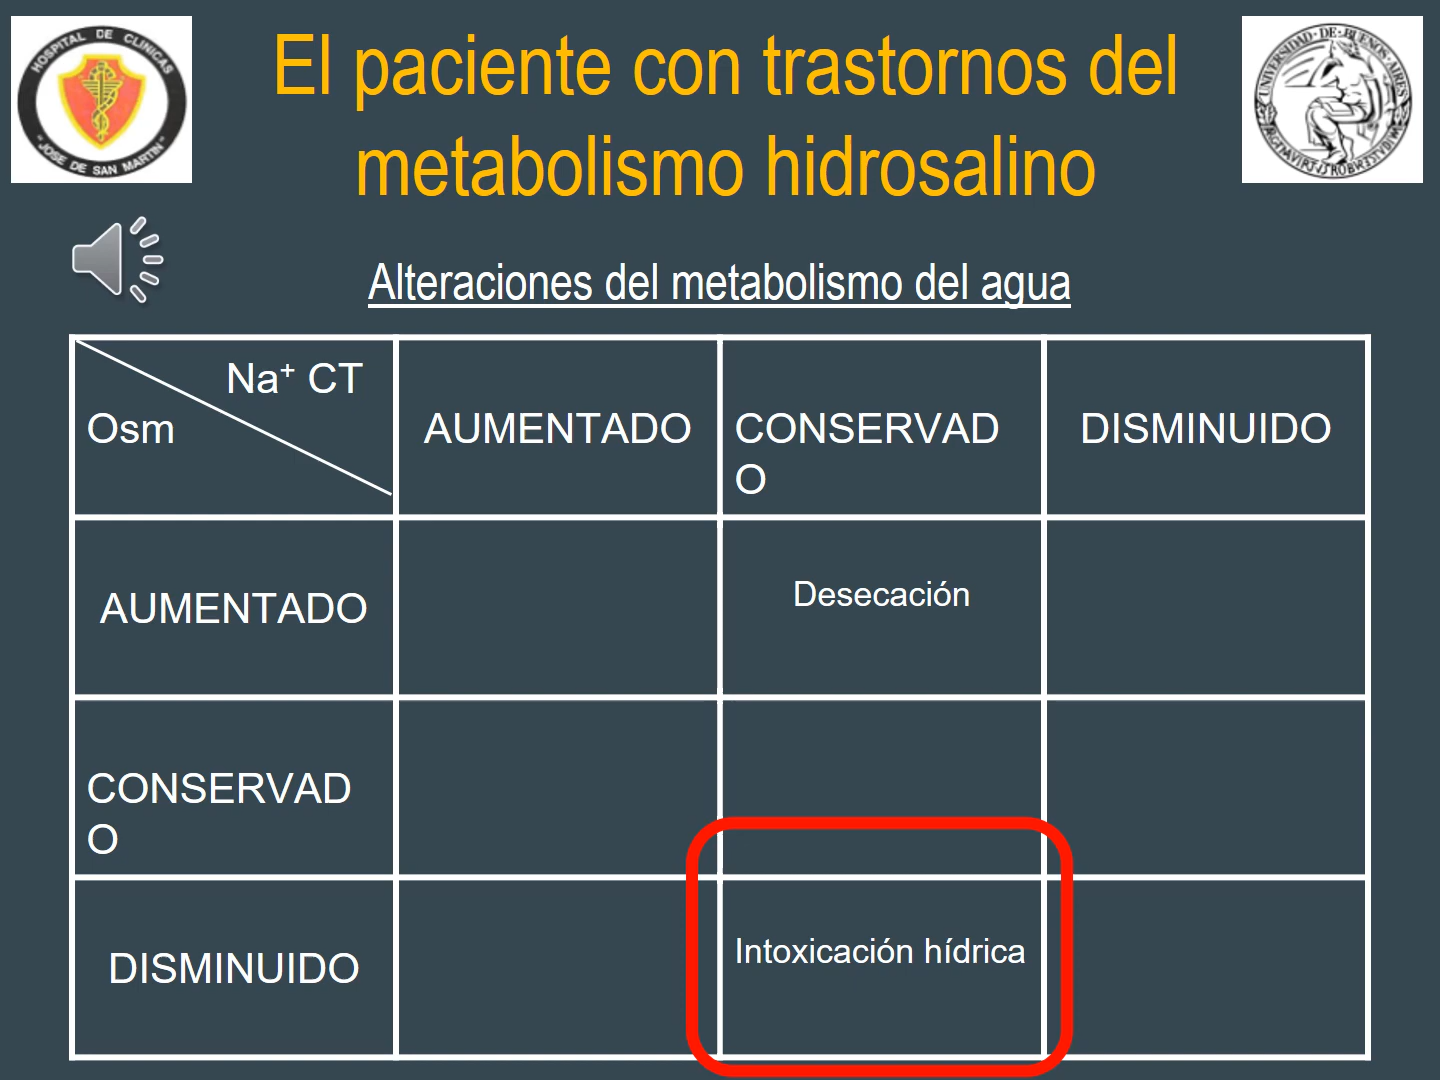 HOSPITAL DE CLINICAS
"JOSE DE SAN MARTIN"
El paciente con trastornos del
metabolismo hidrosalino
UNIVERSIDAD·DE·BUENOS·AIRES
Alteraciones del metabolismo del agua
Na⁺ CT
Osm
AUMENTADO
CONSERVAD
O
DISMINUIDO
AUMENTADO
Desecación
CONSERVAD
O
DISMINUIDO
Intoxicación hídrica